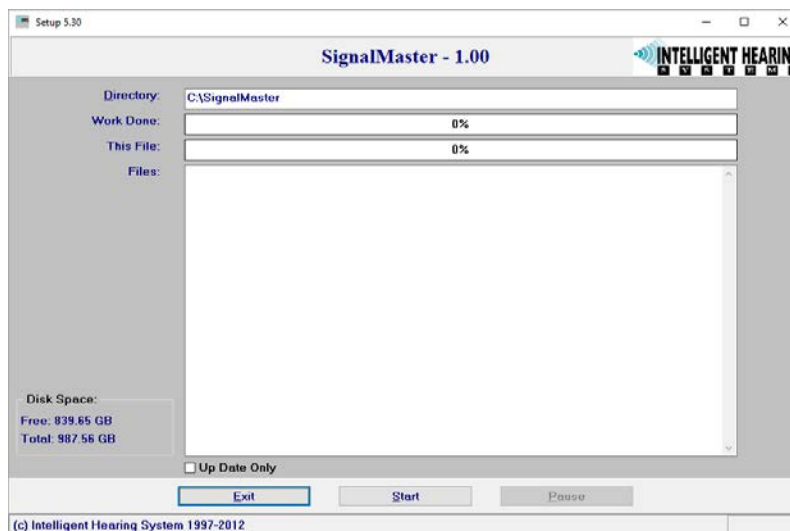 Setup 5.30
SignalMaster - 1.00
INTELLIGENT HEARIN
SYSTEM
Directory:
C:\SignalMaster
Work Done:
0%
This File:
0%
Files:
Disk Space:
Free: 839.65 GB
Total: 987.56 GB
Up Date Only
Exit
Start
Pause
(c) Intelligent Hearing System 1997-2012